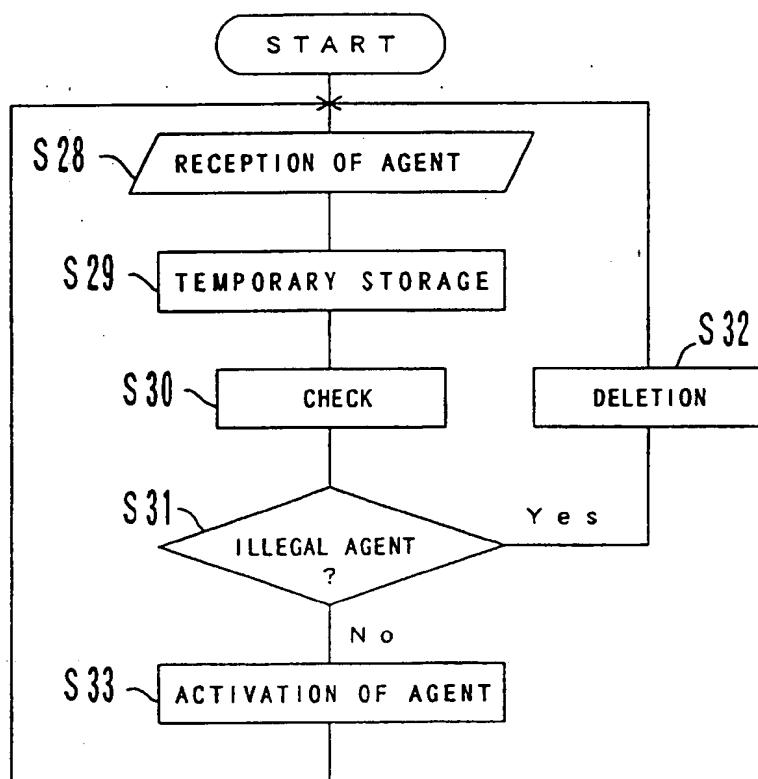 START
S28
RECEPTION OF AGENT
S29
TEMPORARY STORAGE
S30
CHECK
S32
DELETION
S31
ILLEGAL AGENT
?
Yes
No
S33
ACTIVATION OF AGENT